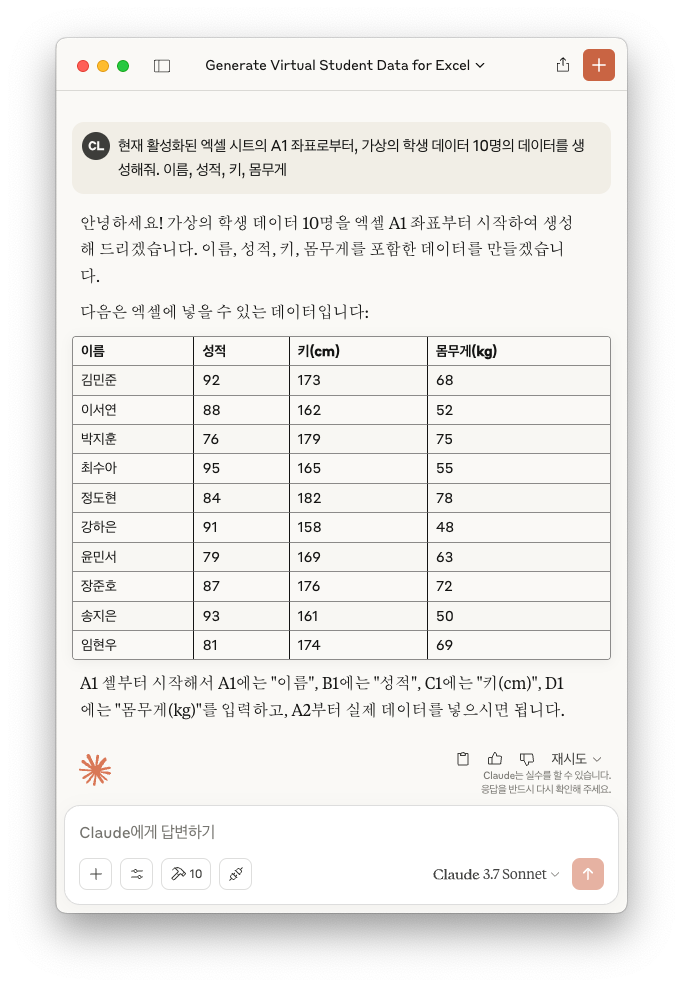 Generate Virtual Student Data for Excel
CL
현재 활성화된 엑셀 시트의 A1 좌표로부터, 가상의 학생 데이터 10명의 데이터를 생
성해줘. 이름, 성적, 키, 몸무게
안녕하세요! 가상의 학생 데이터 10명을 엑셀 A1 좌표부터 시작하여 생성
해 드리겠습니다. 이름, 성적, 키, 몸무게를 포함한 데이터를 만들겠습니
다.
다음은 엑셀에 넣을 수 있는 데이터입니다:
이름 성적 키(cm) 몸무게(kg)
김민준 92 173 68
이서연 88 162 52
박지훈 76 179 75
최수아 95 165 55
정도현 84 182 78
강하은 91 158 48
윤민서 79 169 63
장준호 87 176 72
송지은 93 161 50
임현우 81 174 69
A1 셀부터 시작해서 A1에는 "이름", B1에는 "성적", C1에는 "키(cm)", D1
에는 "몸무게(kg)"를 입력하고, A2부터 실제 데이터를 넣으시면 됩니다.
재시도
Claude는 실수를 할 수 있습니다.
응답을 반드시 다시 확인해 주세요.
Claude에게 답변하기
10
Claude 3.7 Sonnet